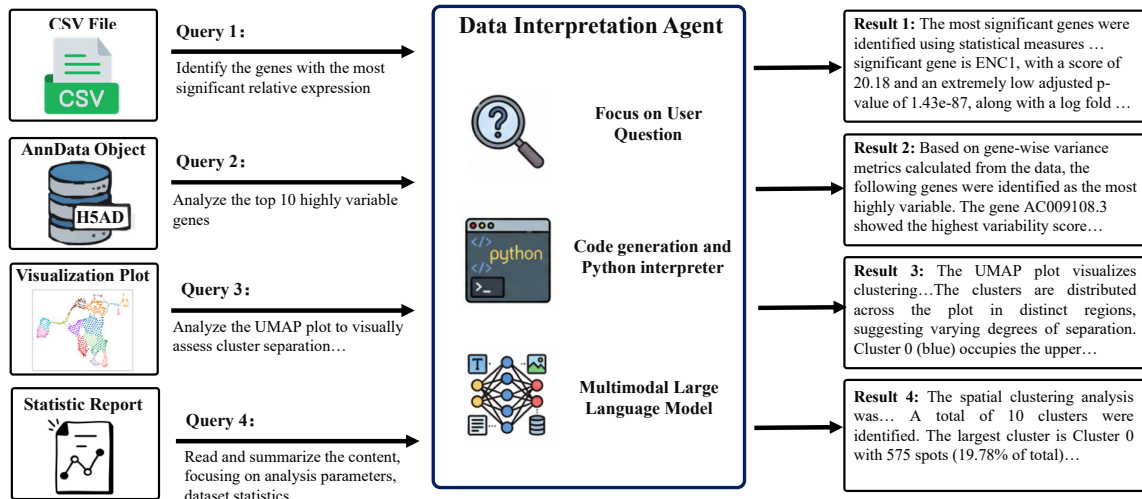 CSV File
CSV
Query 1：
Identify the genes with the most
significant relative expression
AnnData Object
H5AD
Query 2：
Analyze the top 10 highly variable
genes
Visualization Plot
Query 3：
Analyze the UMAP plot to visually
assess cluster separation…
Statistic Report
Query 4：
Read and summarize the content,
focusing on analysis parameters,
dataset statistics
Data Interpretation Agent
?
Focus on User
Question
</>
python
</>
>_
Code generation and
Python interpreter
T
Multimodal Large
Language Model
Result 1: The most significant genes were
identified using statistical measures …
significant gene is ENC1, with a score of
20.18 and an extremely low adjusted p-
value of 1.43e-87, along with a log fold …
Result 2: Based on gene-wise variance
metrics calculated from the data, the
following genes were identified as the most
highly variable. The gene AC009108.3
showed the highest variability score…
Result 3: The UMAP plot visualizes
clustering…The clusters are distributed
across the plot in distinct regions,
suggesting varying degrees of separation.
Cluster 0 (blue) occupies the upper…
Result 4: The spatial clustering analysis
was… A total of 10 clusters were
identified. The largest cluster is Cluster 0
with 575 spots (19.78% of total)…